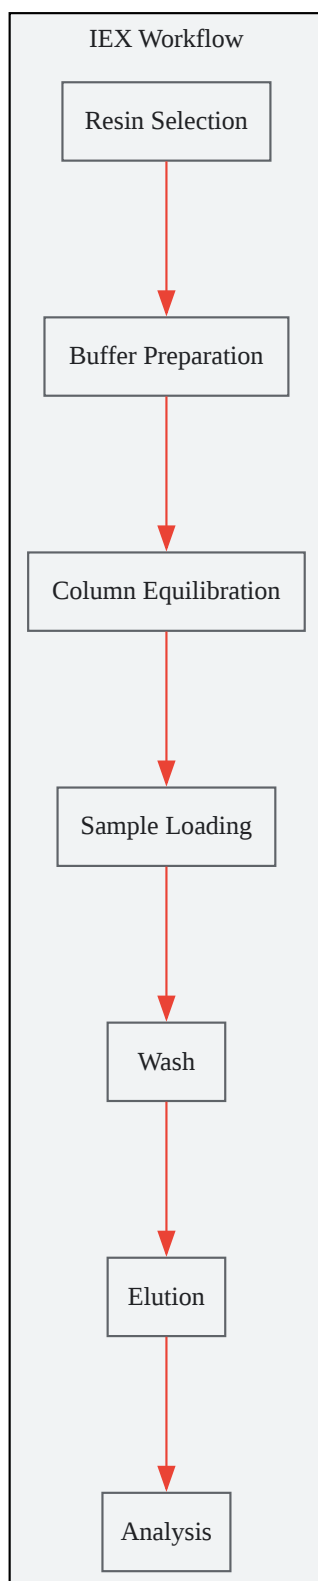 IEX Workflow
Resin Selection
Buffer Preparation
Column Equilibration
Sample Loading
Wash
Elution
Analysis